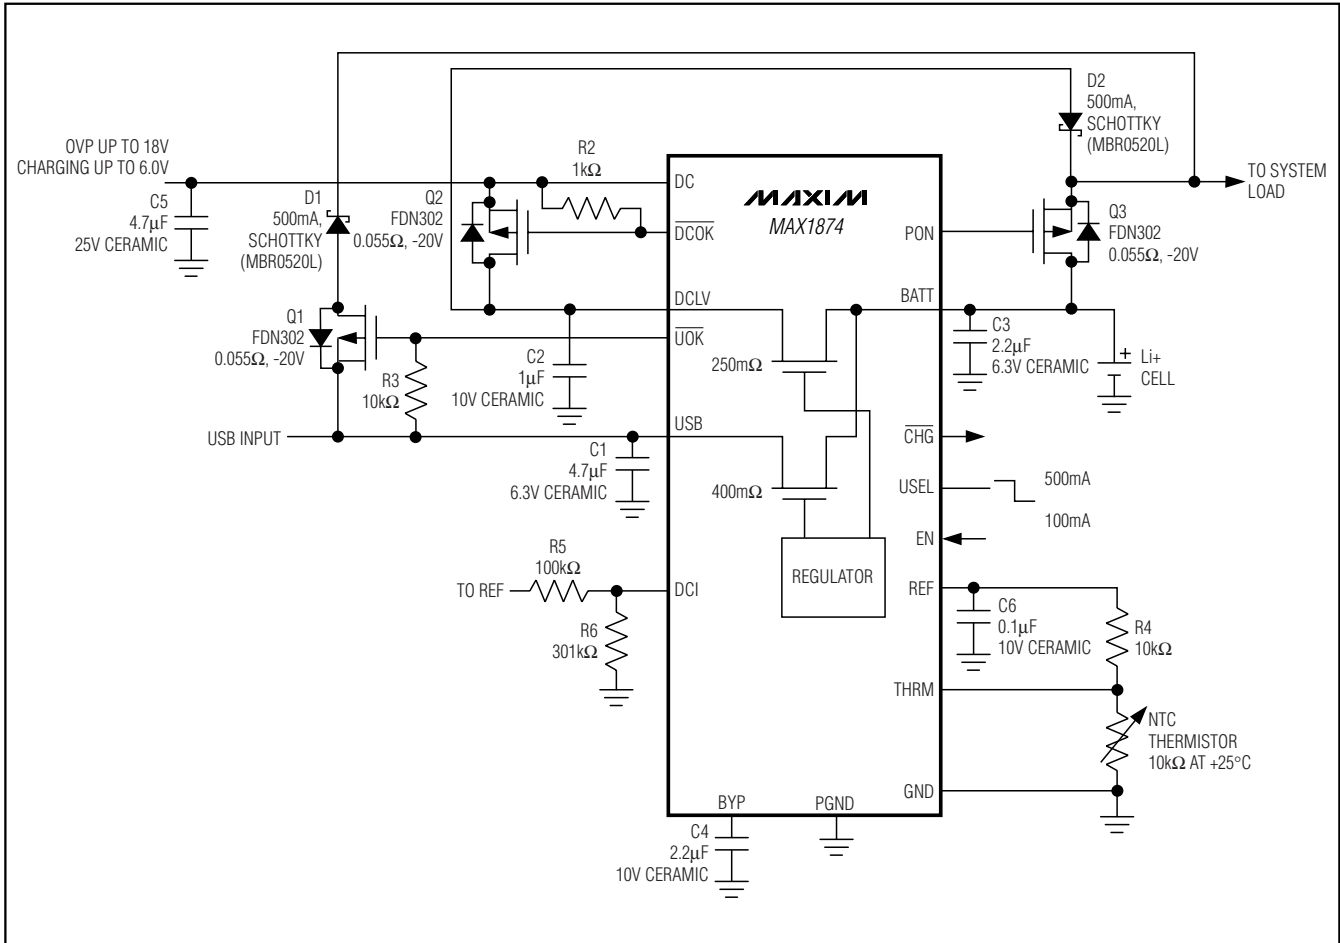 D2
500mA,
SCHOTTKY
(MBR0520L)
OVP UP TO 18V
CHARGING UP TO 6.0V
R2
1kΩ
TO SYSTEM
LOAD
C5
4.7μF
25V CERAMIC
D1
500mA,
SCHOTTKY
(MBR0520L)
Q2
FDN302
0.055Ω, -20V
DC
MAXIM
MAX1874
DCOK
PON
Q3
FDN302
0.055Ω, -20V
DCLV
BATT
Q1
FDN302
0.055Ω, -20V
UOK
C2
1μF
10V CERAMIC
250mΩ
C3
2.2μF
6.3V CERAMIC
+
Li+
CELL
R3
10kΩ
USB INPUT
USB
C1
4.7μF
6.3V CERAMIC
400mΩ
CHG
USEL
500mA
100mA
EN
REGULATOR
R5
100kΩ
TO REF
DCI
R6
301kΩ
REF
C6
0.1μF
10V CERAMIC
R4
10kΩ
THRM
NTC
THERMISTOR
10kΩ AT +25°C
GND
BYP
PGND
C4
2.2μF
10V CERAMIC